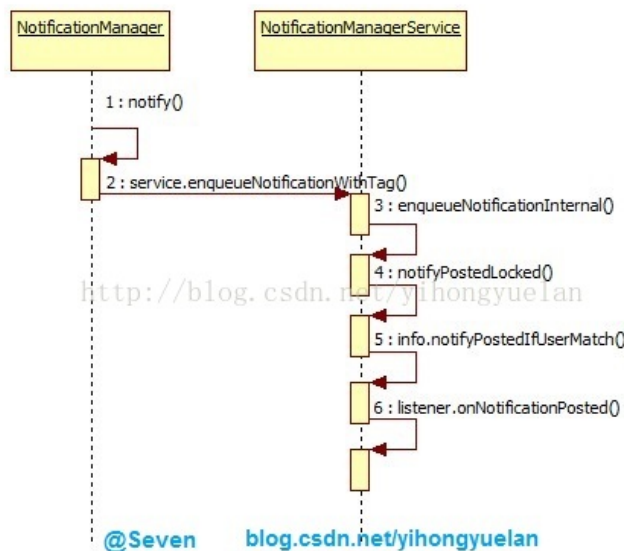 NotificationManager
NotificationManagerService
1 : notify()
2 : service.enqueueNotificationWithTag()
3 : enqueueNotificationInternal()
4 : notifyPostedLocked()
http://blog.csdn.net/yihongyuelan
5 : info.notifyPostedIfUserMatch()
6 : listener.onNotificationPosted()
@Seven
blog.csdn.net/yihongyuelan